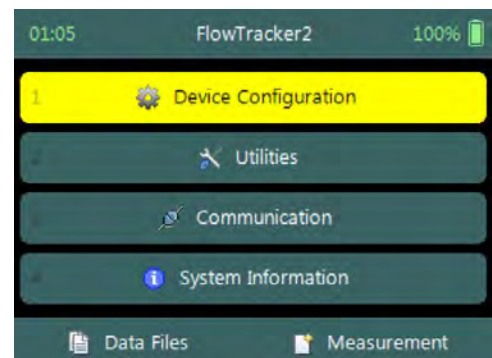 01:05 FlowTracker2 100%
1 Device Configuration
Utilities
Communication
System Information
Data Files Measurement